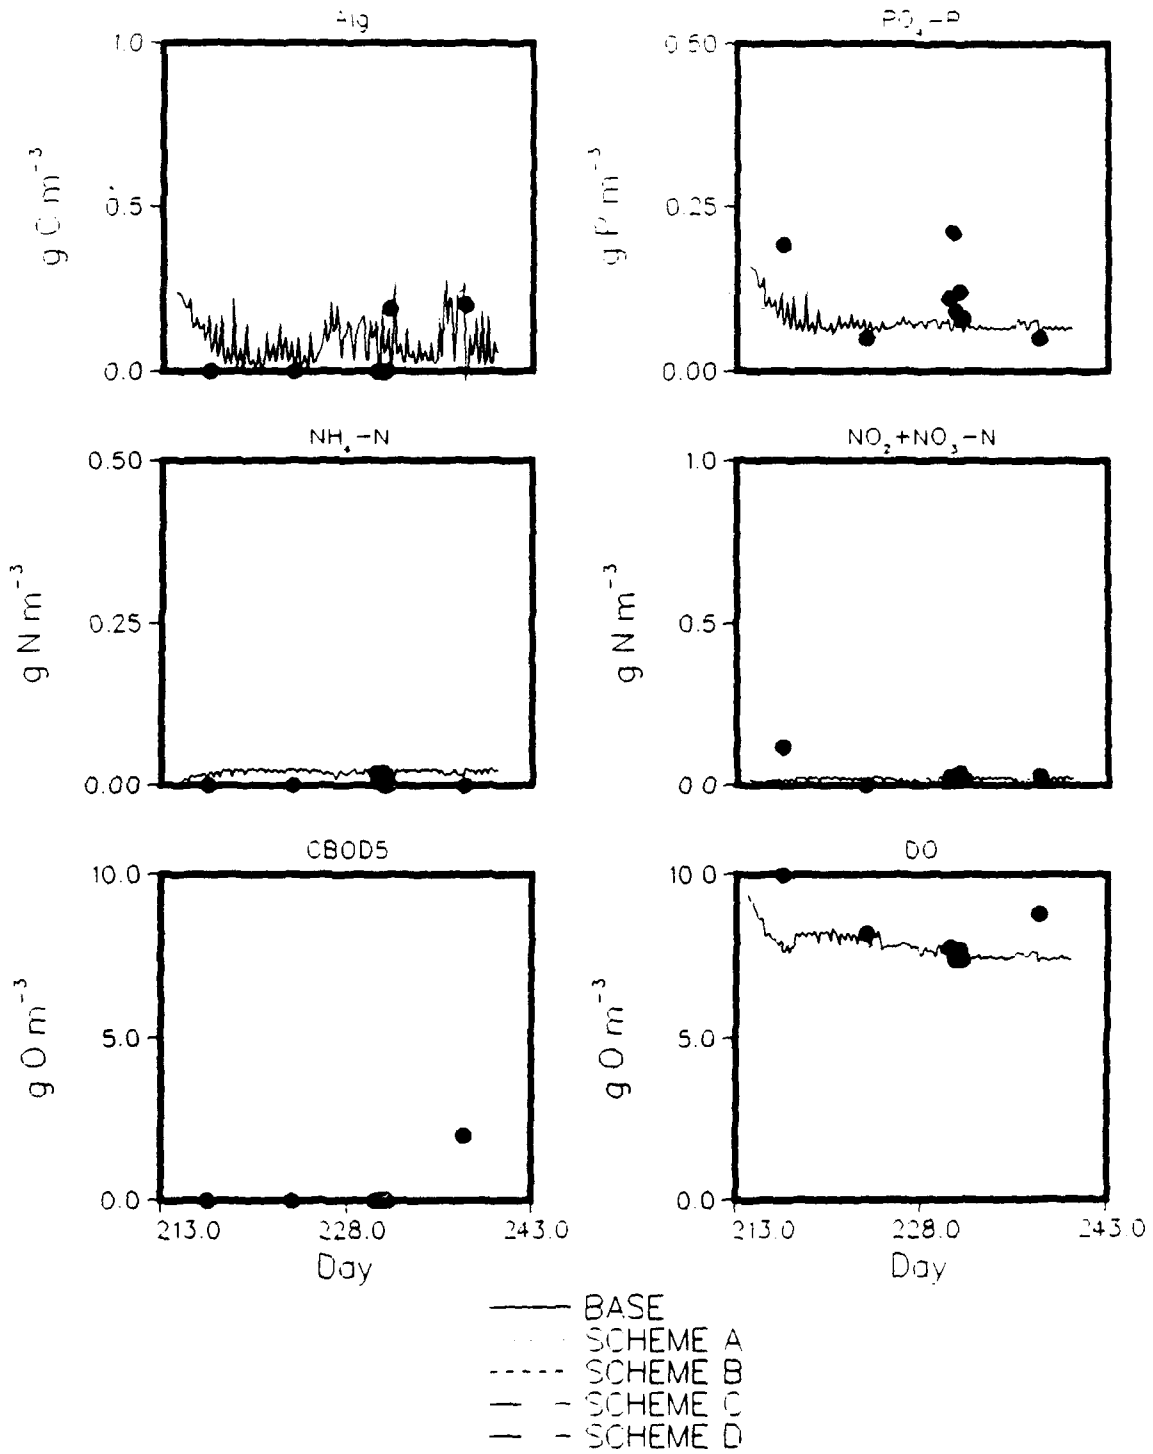 Alg
1.0
0.5
0.0
g C m⁻³
PO₄-P
0.50
0.25
0.00
g P m⁻³
NH₄-N
0.50
0.25
0.00
g N m⁻³
NO₂+NO₃-N
1.0
0.5
0.0
g N m⁻³
CBOD5
10.0
5.0
0.0
g O m⁻³
213.0 228.0 243.0
Day
DO
10.0
5.0
0.0
g O m⁻³
213.0 228.0 243.0
Day
BASE
SCHEME A
SCHEME B
SCHEME C
SCHEME D